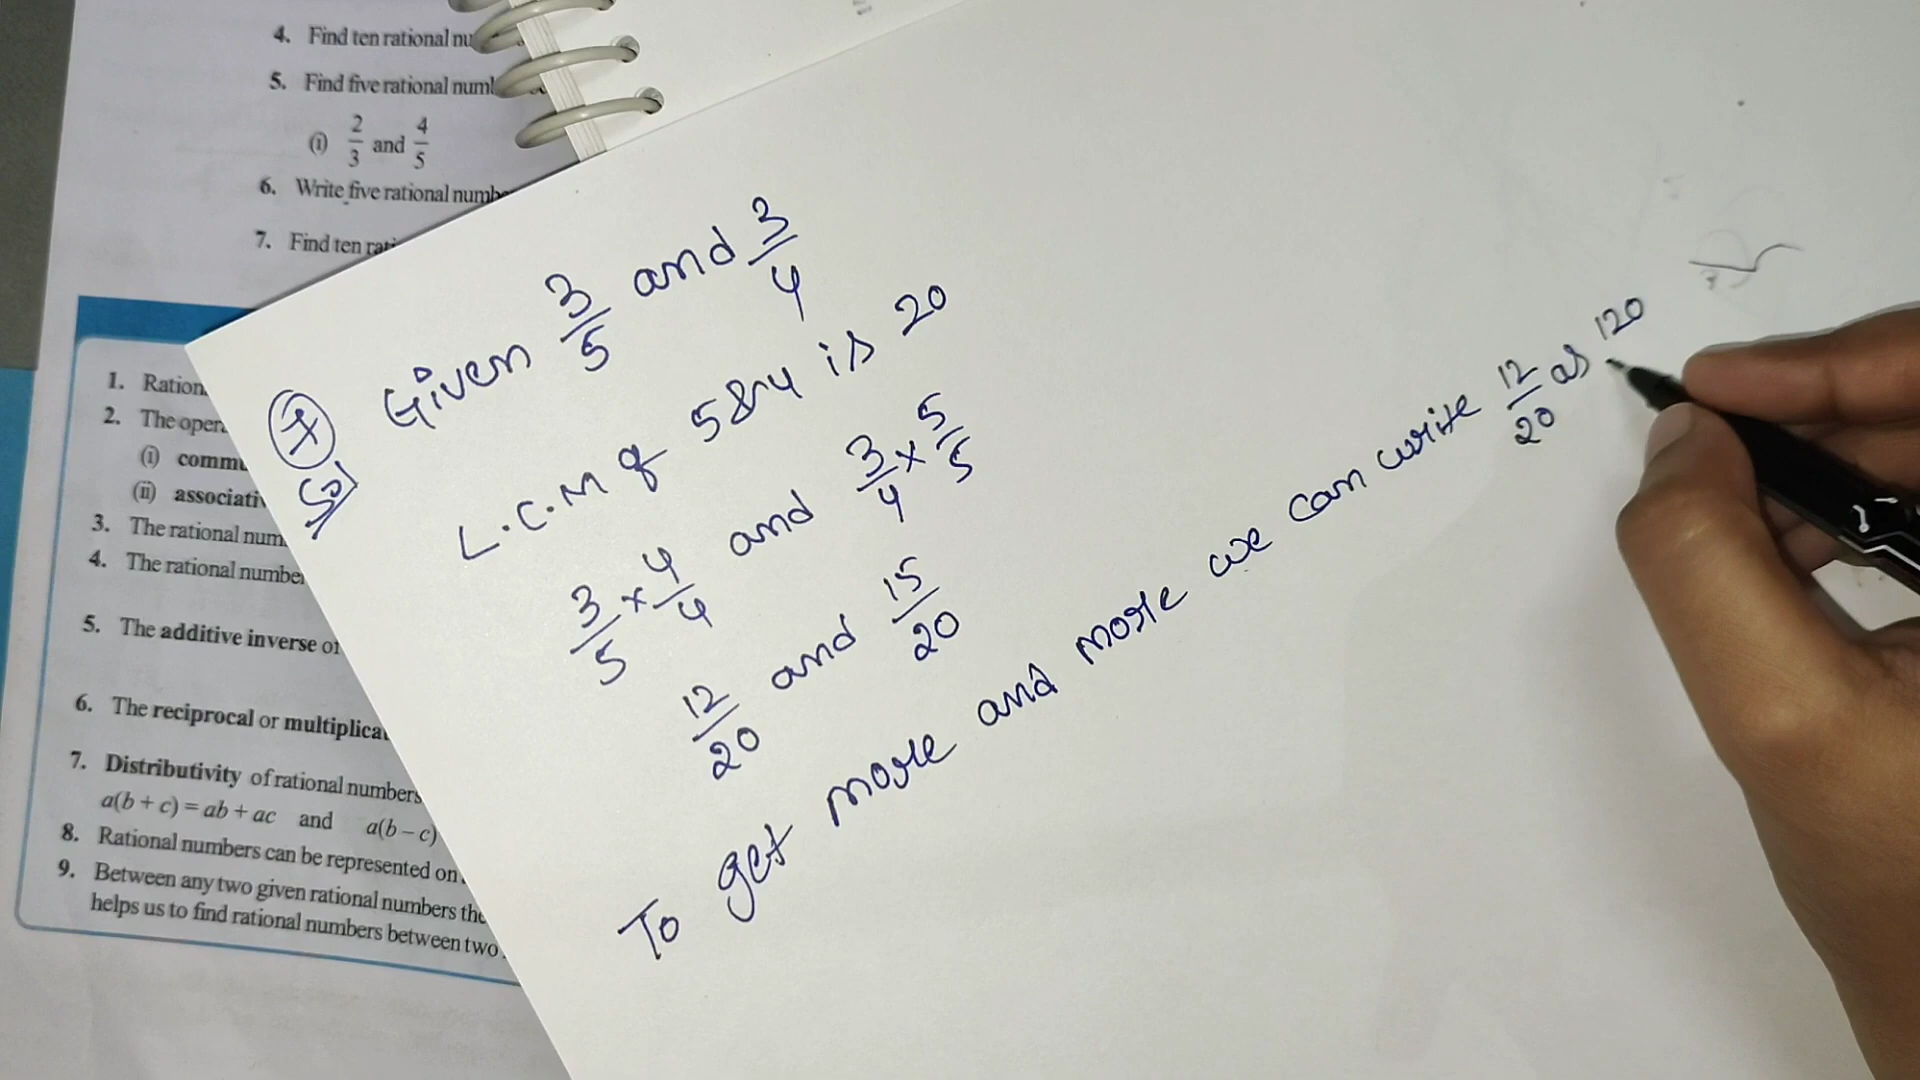 4. Find ten rational nu
5. Find five rational num
(i) 2/3 and 4/5
6. Write five rational numb
7. Find ten rati
1. Ration
2. The oper
(i) commu
(ii) associativ
3. The rational num
4. The rational number
5. The additive inverse of
6. The reciprocal or multiplica
7. Distributivity of rational numbers
a(b + c) = ab + ac and a(b – c)
8. Rational numbers can be represented on
9. Between any two given rational numbers the
helps us to find rational numbers between two
7 Given 3/5 and 3/4
Sol
L.C.M of 5 & 4 is 20
3/5 × 4/4 and 3/4 × 5/5
12/20 and 15/20
To get more and more we can write 12/20 as 120